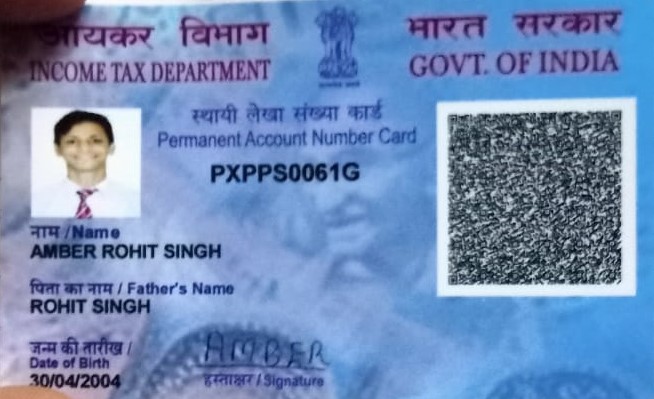 आयकर विभाग
INCOME TAX DEPARTMENT
भारत सरकार
GOVT. OF INDIA
स्थायी लेखा संख्या कार्ड
Permanent Account Number Card
PXPPS0061G
नाम /Name
AMBER ROHIT SINGH
पिता का नाम / Father's Name
ROHIT SINGH
जन्म की तारीख /
Date of Birth
30/04/2004
AMBER
हस्ताक्षर / Signature